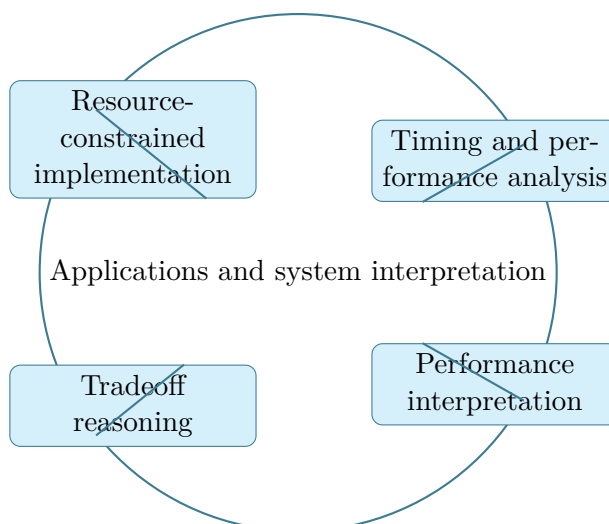 Resource-
constrained
implementation
Timing and per-
formance analysis
Applications and system interpretation
Tradeoff
reasoning
Performance
interpretation